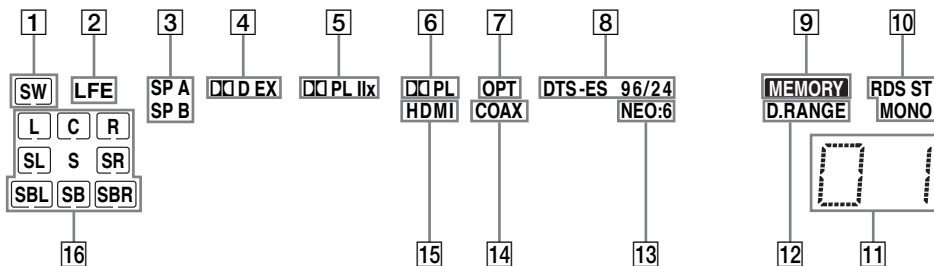 1 2 3 4 5 6 7 8 9 10
SW LFE SP A DD D EX DD PL IIx DD PL OPT DTS-ES 96/24 MEMORY RDS ST
SP B HDMI COAX NEO:6 D.RANGE MONO
L C R
SL S SR
SBL SB SBR
01
16 15 14 13 12 11